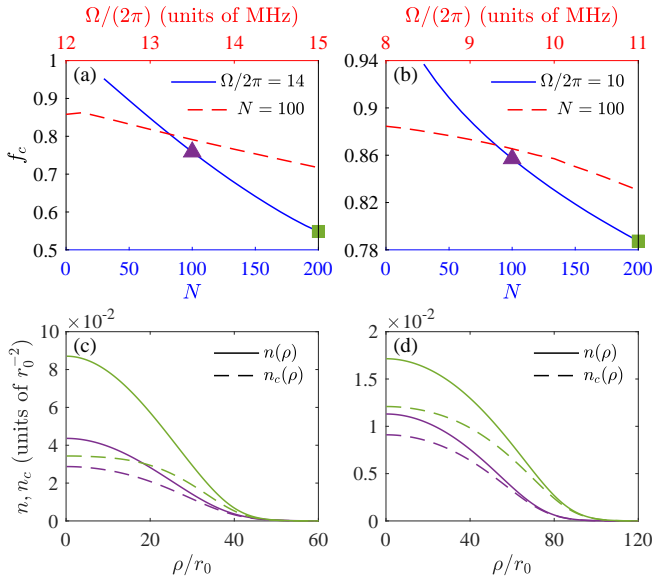 Ω/(2π) (units of MHz) Ω/(2π) (units of MHz)
12 13 14 15 8 9 10 11
(a) Ω/2π = 14 N = 100
1 0.9 0.8 0.7 0.6 0.5
f_c
0 50 100 150 200
N
(b) Ω/2π = 10 N = 100
0.94 0.9 0.86 0.82 0.78
0 50 100 150 200
N
×10^{-2}
(c) n(ρ) n_c(ρ)
10 8 6 4 2 0
n, n_c (units of r_0^{-2})
0 20 40 60
ρ/r_0
×10^{-2}
(d) n(ρ) n_c(ρ)
2 1.5 1 0.5 0
0 40 80 120
ρ/r_0